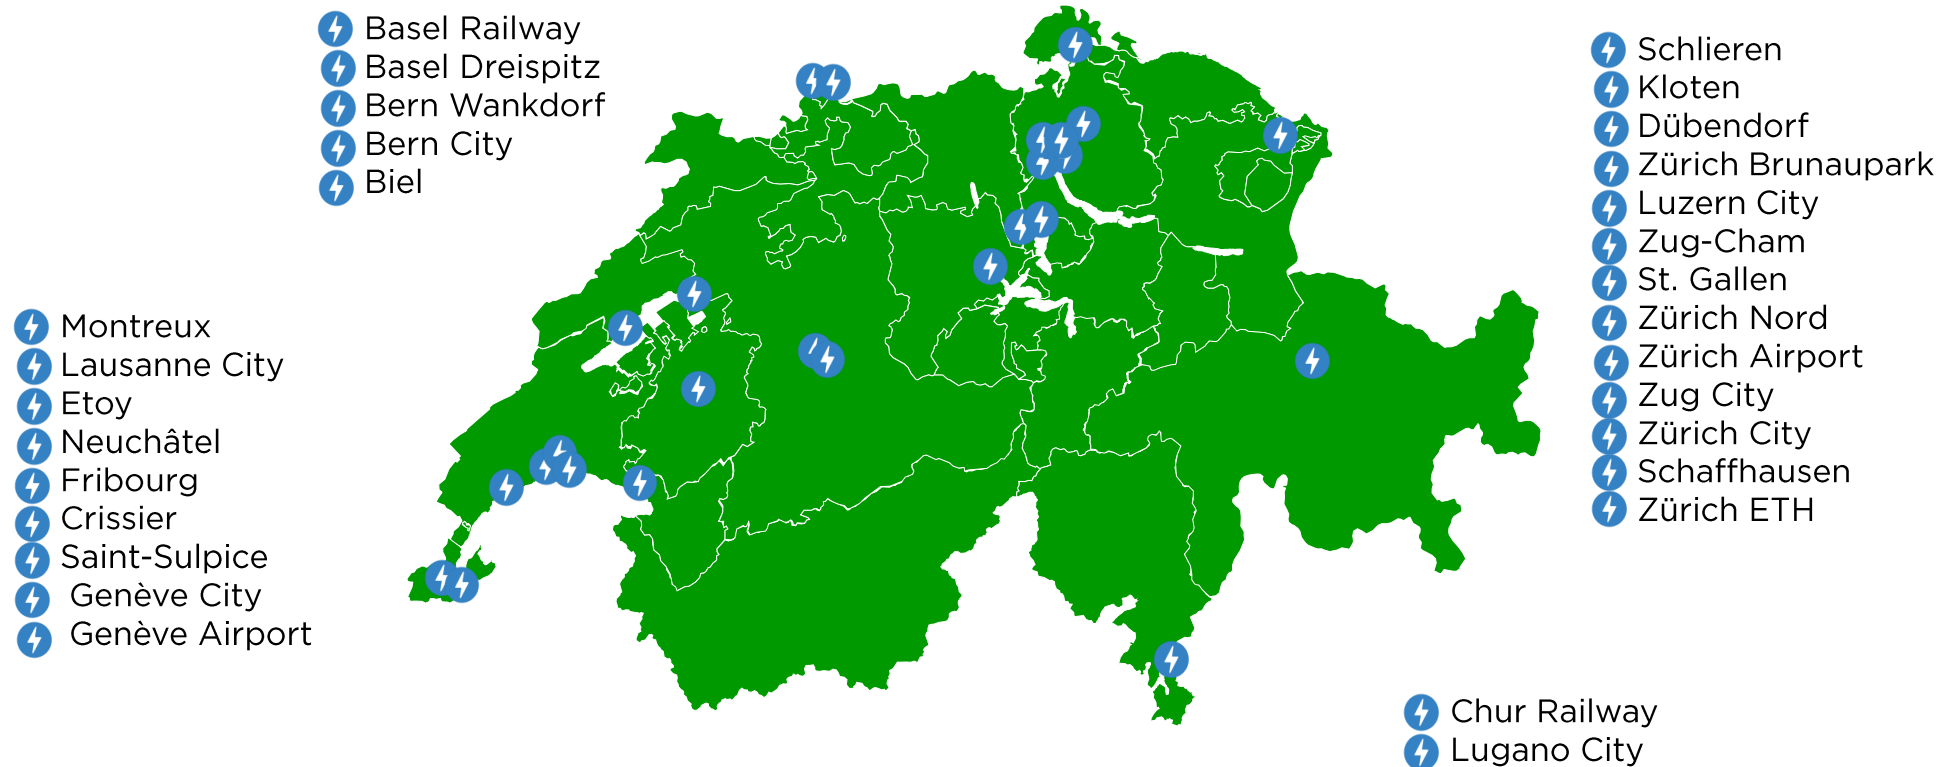 Basel Railway
Basel Dreispitz
Bern Wankdorf
Bern City
Biel
Montreux
Lausanne City
Etoy
Neuchâtel
Fribourg
Crissier
Saint-Sulpice
Genève City
Genève Airport
Schlieren
Kloten
Dübendorf
Zürich Brunaupark
Luzern City
Zug-Cham
St. Gallen
Zürich Nord
Zürich Airport
Zug City
Zürich City
Schaffhausen
Zürich ETH
Chur Railway
Lugano City